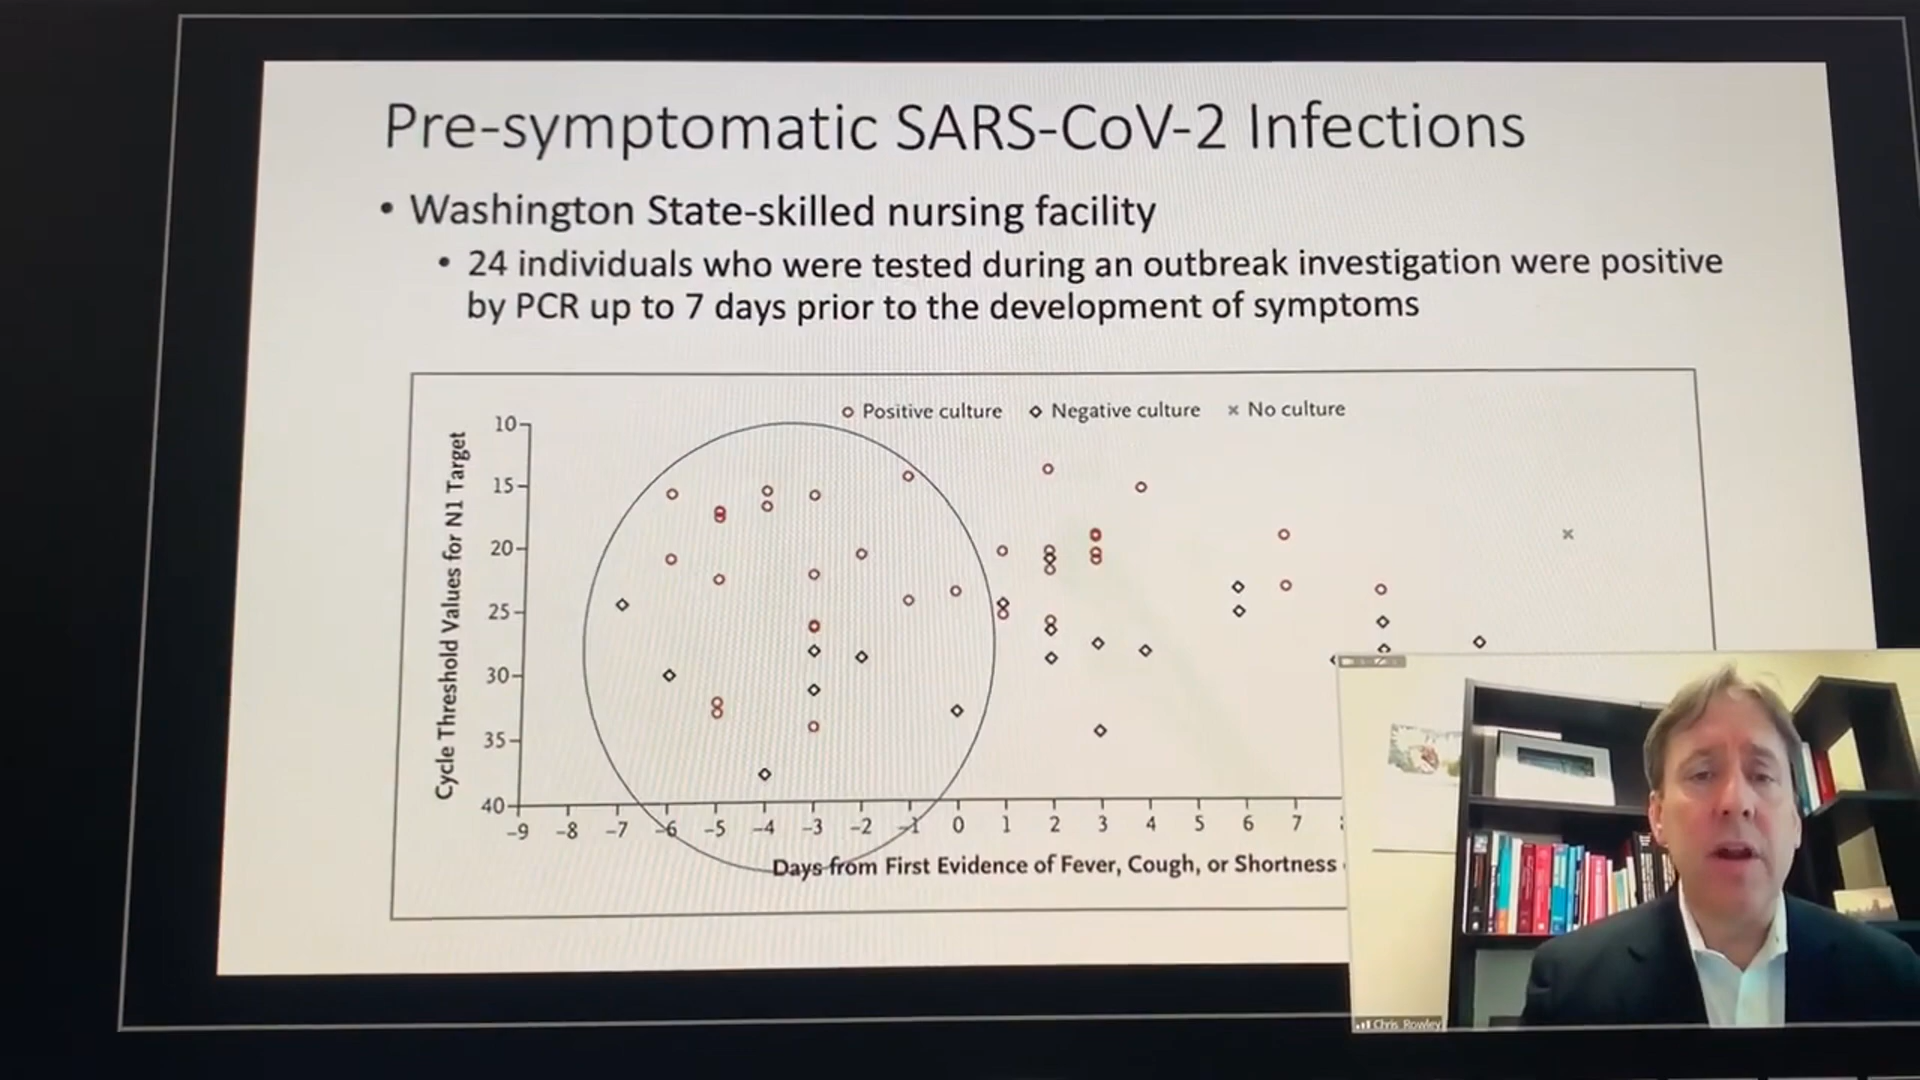 Pre-symptomatic SARS-CoV-2 Infections
• Washington State-skilled nursing facility
• 24 individuals who were tested during an outbreak investigation were positive
by PCR up to 7 days prior to the development of symptoms
Positive culture Negative culture No culture
Cycle Threshold Values for N1 Target
10
15
20
25
30
35
40
-9 -8 -7 -6 -5 -4 -3 -2 -1 0 1 2 3 4 5 6 7
Days from First Evidence of Fever, Cough, or Shortness
Chris Rowley